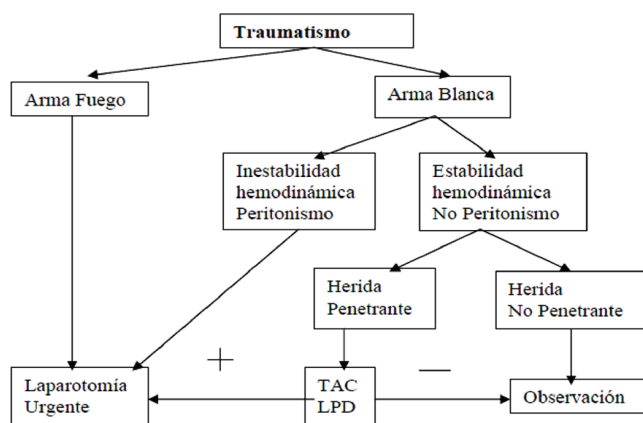 Traumatismo
Arma Fuego
Arma Blanca
Inestabilidad
hemodinámica
Peritonismo
Estabilidad
hemodinámica
No Peritonismo
Herida
Penetrante
Herida
No Penetrante
+
—
Laparotomía
Urgente
TAC
LPD
Observación